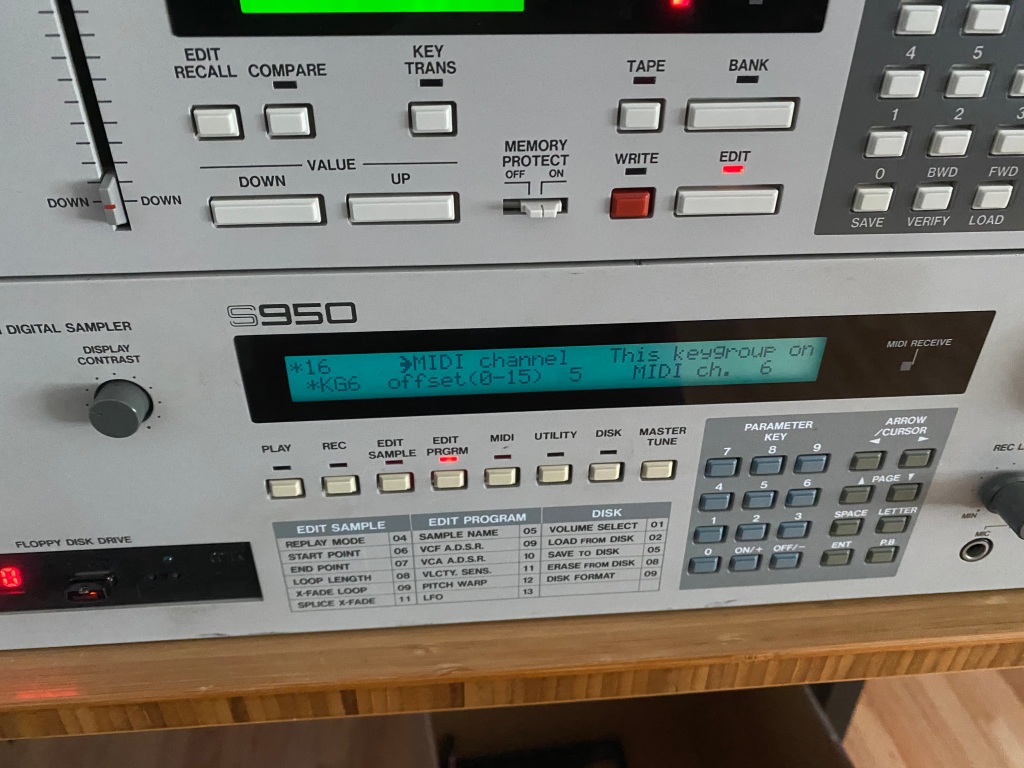 EDIT RECALL
COMPARE
KEY TRANS
TAPE
BANK
4 5
1 2 3
0 BWD FWD
SAVE VERIFY LOAD
VALUE
DOWN UP
MEMORY PROTECT
OFF ON
WRITE
EDIT
DOWN DOWN
DIGITAL SAMPLER
S950
DISPLAY CONTRAST
*16 MIDI channel This keygroup on
*KG6 offset(0-15) 5 MIDI ch. 6
MIDI RECEIVE
PLAY
REC
EDIT SAMPLE
EDIT PRGRM
MIDI
UTILITY
DISK
MASTER TUNE
PARAMETER KEY
7 8 9
4 5 6
1 2 3
0 ON/+ OFF/-
ARROW /CURSOR
PAGE
SPACE LETTER
ENT P.B
REC
MIN
MIC
FLOPPY DISK DRIVE
EDIT SAMPLE
REPLAY MODE 04
START POINT 06
END POINT 07
LOOP LENGTH 08
X-FADE LOOP 09
SPLICE X-FADE 11
EDIT PROGRAM
SAMPLE NAME 05
VCF A.D.S.R. 09
VCA A.D.S.R. 10
VLCTY. SENS. 11
PITCH WARP 12
LFO 13
DISK
VOLUME SELECT 01
LOAD FROM DISK 02
SAVE TO DISK 05
ERASE FROM DISK 08
DISK FORMAT 09